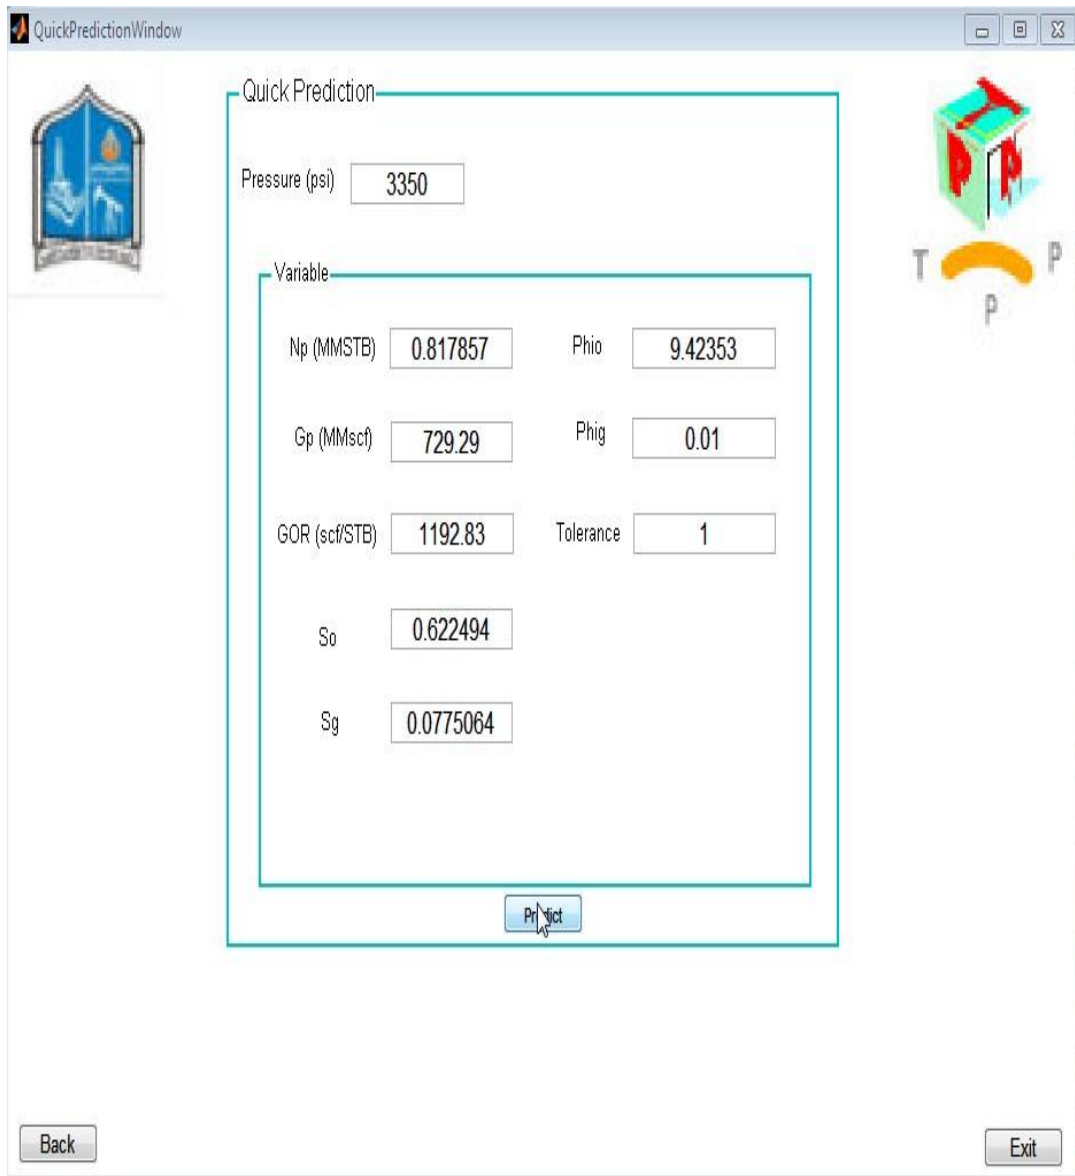 QuickPredictionWindow
Quick Prediction
Pressure (psi) 3350
Variable
Np (MMSTB) 0.817857 Phio 9.42353
Gp (MMscf) 729.29 Phig 0.01
GOR (scf/STB) 1192.83 Tolerance 1
So 0.622494
Sg 0.0775064
Predict
T P P
Back Exit